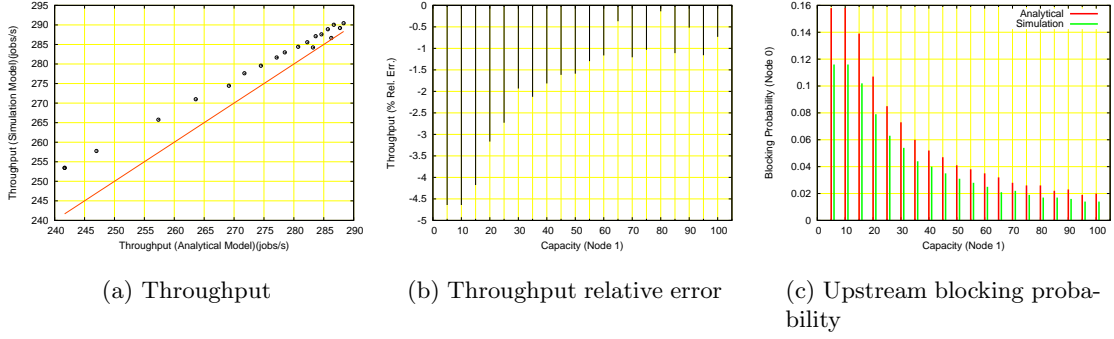 295
290
285
280
275
270
265
260
255
250
245
240
240 245 250 255 260 265 270 275 280 285 290
Throughput (Simulation Model)(jobs/s)
Throughput (Analytical Model)(jobs/s)
(a) Throughput
0
-0.5
-1
-1.5
-2
-2.5
-3
-3.5
-4
-4.5
-5
0 10 20 30 40 50 60 70 80 90 100
Throughput (% Rel. Err.)
Capacity (Node 1)
(b) Throughput relative error
0.16
0.14
0.12
0.1
0.08
0.06
0.04
0.02
0
0 10 20 30 40 50 60 70 80 90 100
Blocking Probability (Node 0)
Capacity (Node 1)
Analytical
Simulation
(c) Upstream blocking proba-
bility